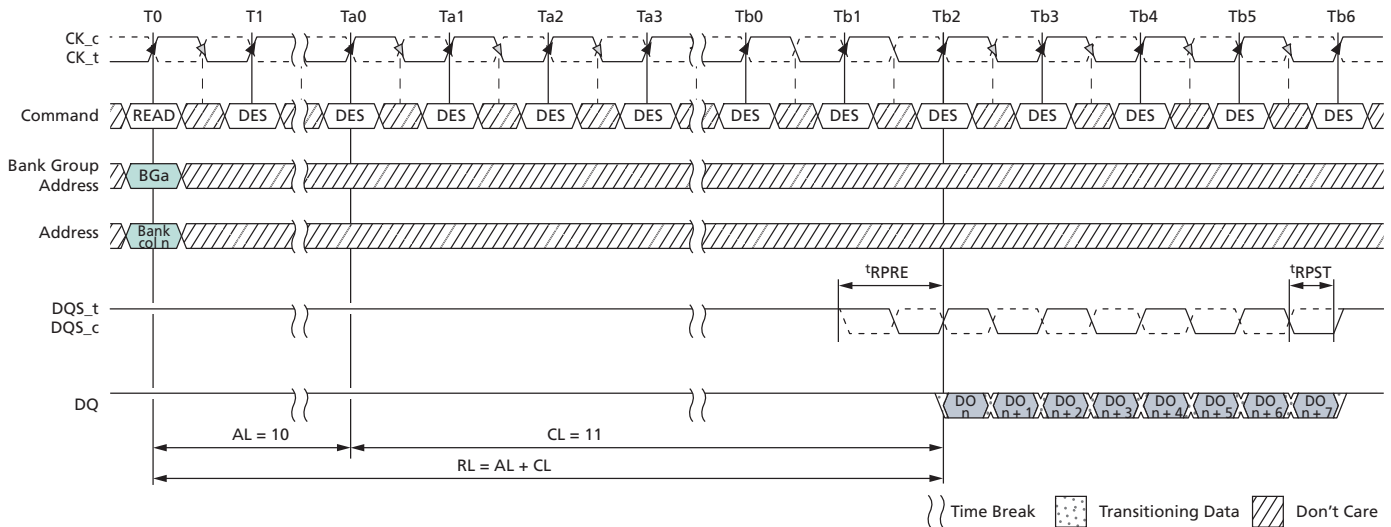 T0 T1 Ta0 Ta1 Ta2 Ta3 Tb0 Tb1 Tb2 Tb3 Tb4 Tb5 Tb6
CK_c
CK_t
Command READ DES DES DES DES DES DES DES DES DES DES DES DES
Bank Group
Address
BGa
Address
Bank
col n
tRPRE tRPST
DQS_t
DQS_c
DQ
DO DO DO DO DO DO DO DO
n n + 1 n + 2 n + 3 n + 4 n + 5 n + 6 n + 7
AL = 10 CL = 11
RL = AL + CL
Time Break Transitioning Data Don't Care